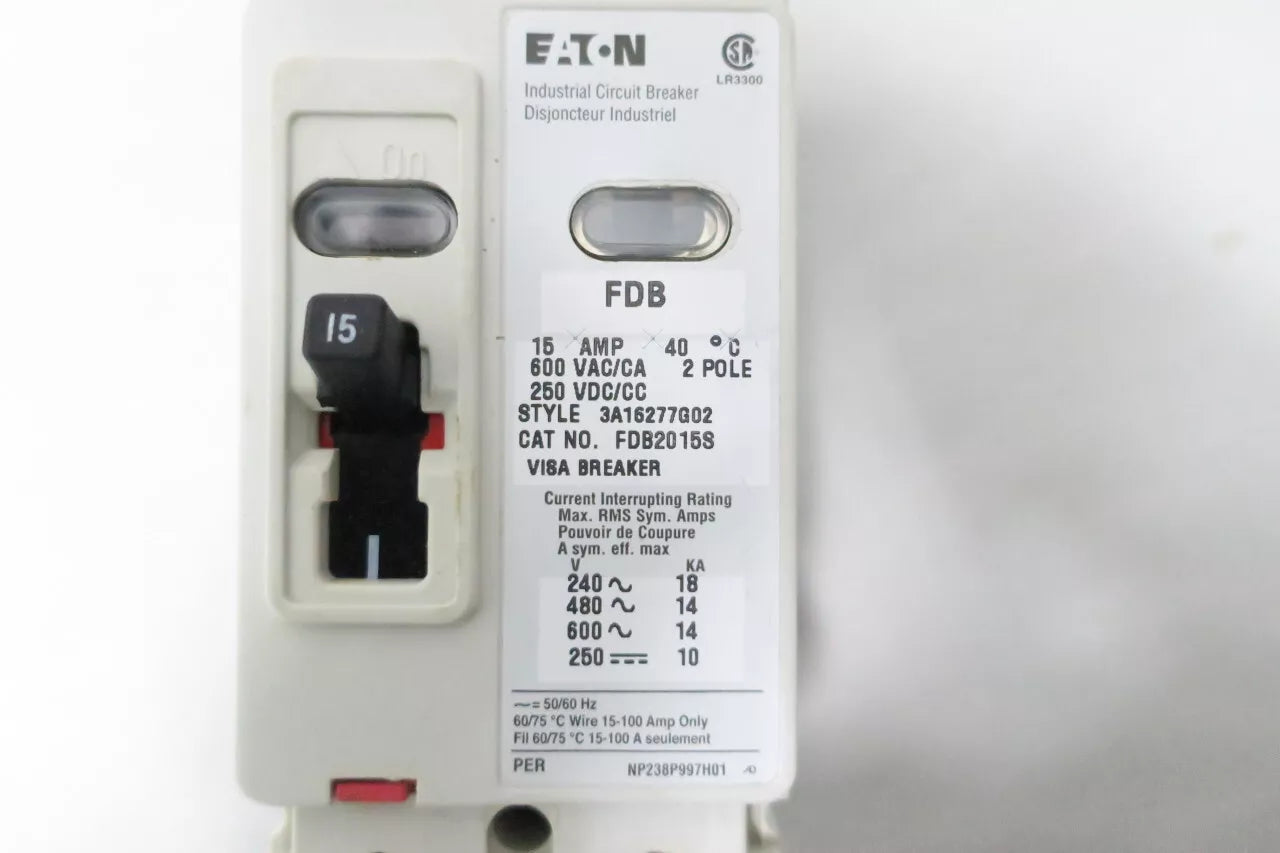 EATON
LR3300
Industrial Circuit Breaker
Disjoncteur Industriel
On
15
FDB
15 AMP 40 °C
600 VAC/CA 2 POLE
250 VDC/CC
STYLE 3A16277G02
CAT NO. FDB2015S
VISA BREAKER
Current Interrupting Rating
Max. RMS Sym. Amps
Pouvoir de Coupure
A sym. eff. max
V KA
240 ~ 18
480 ~ 14
600 ~ 14
250 ⎓ 10
~= 50/60 Hz
60/75 °C Wire 15-100 Amp Only
Fil 60/75 °C 15-100 A seulement
PER NP238P997H01